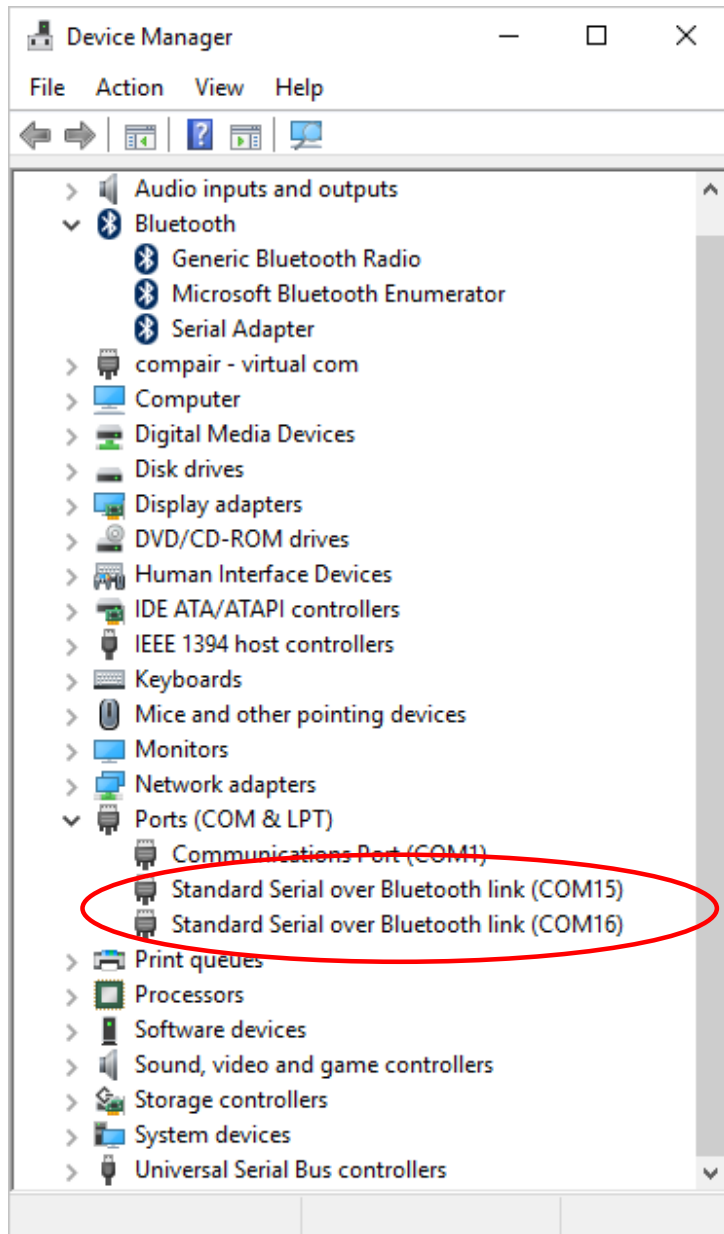 Device Manager
File Action View Help
Audio inputs and outputs
Bluetooth
Generic Bluetooth Radio
Microsoft Bluetooth Enumerator
Serial Adapter
compair - virtual com
Computer
Digital Media Devices
Disk drives
Display adapters
DVD/CD-ROM drives
Human Interface Devices
IDE ATA/ATAPI controllers
IEEE 1394 host controllers
Keyboards
Mice and other pointing devices
Monitors
Network adapters
Ports (COM & LPT)
Communications Port (COM1)
Standard Serial over Bluetooth link (COM15)
Standard Serial over Bluetooth link (COM16)
Print queues
Processors
Software devices
Sound, video and game controllers
Storage controllers
System devices
Universal Serial Bus controllers